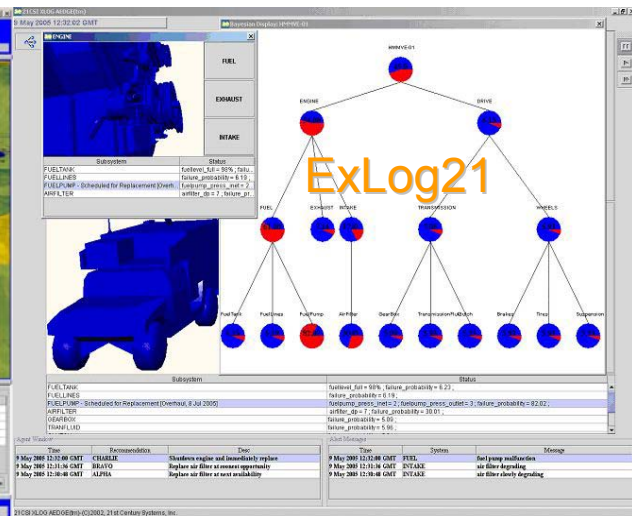 21CSI XLOG AEDGE(tm)
9 May 2005 12:32:02 GMT
Bayesian Display: HMMVE-01
ENGINE
FUEL
EXHAUST
INTAKE
Subsystem Status
FUELTANK fuellevel_full = 98% ; failu..
FUELLINES failure_probability = 6.19 ;
FUELPUMP - Scheduled for Replacement [Overh.. fuelpump_press_inet = 2 ..
AIRFILTER airfilter_dp = 7 ; failure_pr..
HMMVE-01
ENGINE DRIVE
ExLog21
FUEL EXHAUST INTAKE TRANSMISSION WHEELS
FuelTank FuelLines FuelPump AirFilter GearBox Brakes Tires Suspension
Subsystem Status
FUELTANK fuellevel_full = 98% ; failure_probability = 6.23 ;
FUELLINES failure_probability = 6.19 ;
FUELPUMP - Scheduled for Replacement [Overhaul, 8 Jul 2005] fuelpump_press_inet = 2 ; fuelpump_press_outlet = 3 ; failure_probability = 82.02 ;
AIRFILTER airfilter_dp = 7 ; failure_probability = 30.01 ;
GEARBOX failure_probability = 5.09 ;
TRANFLUID failure_probability = 5.96 ;
Agent Window Alert Messages
Time Recommendation Desc Time System Message
9 May 2005 12:32:00 GMT CHARLIE Shutdown engine and immediately replace 9 May 2005 12:32:00 GMT FUEL fuel pump malfunction
9 May 2005 12:31:36 GMT BRAVO Replace air filter at soonest opportunity 9 May 2005 12:31:36 GMT INTAKE air filter degrading
9 May 2005 12:30:48 GMT ALPHA Replace air filter at next availability 9 May 2005 12:30:48 GMT INTAKE air filter slowly degrading
21CSI XLOG AEDGE(tm)-(C)2002, 21st Century Systems, Inc.